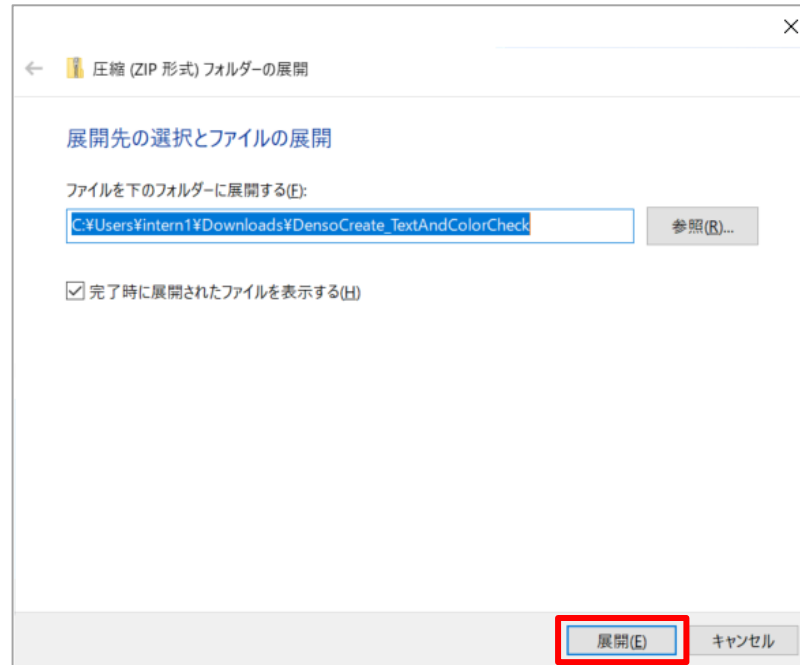 圧縮 (ZIP 形式) フォルダーの展開
展開先の選択とファイルの展開
ファイルを下のフォルダーに展開する(F):
C:¥Users¥intern1¥Downloads¥DensoCreate_TextAndColorCheck
参照(R)...
完了時に展開されたファイルを表示する(H)
展開(E)
キャンセル